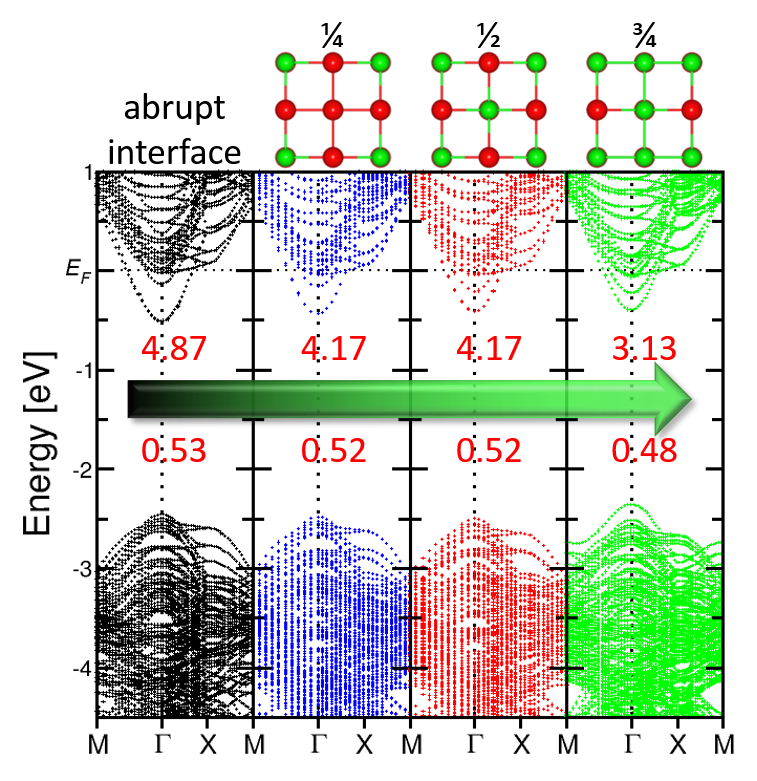 ¼ ½ ¾
abrupt
interface
1
E_F
-1
-2
-3
-4
Energy [eV]
4.87 4.17 4.17 3.13
0.53 0.52 0.52 0.48
M Γ X M Γ X M Γ X M Γ X M